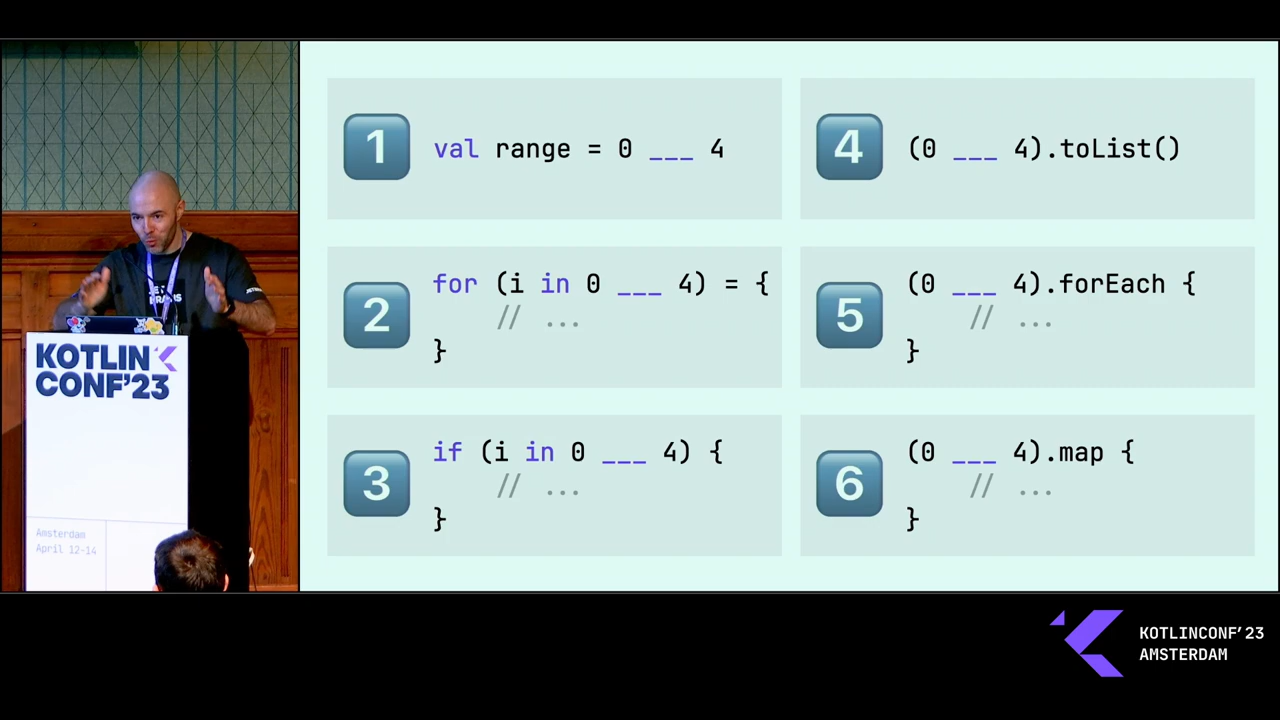 1
val range = 0 ___ 4
2
for (i in 0 ___ 4) = {
// ...
}
3
if (i in 0 ___ 4) {
// ...
}
4
(0 ___ 4).toList()
5
(0 ___ 4).forEach {
// ...
}
6
(0 ___ 4).map {
// ...
}
KOTLIN
CONF'23
Amsterdam
April 12-14
KOTLINCONF'23
AMSTERDAM